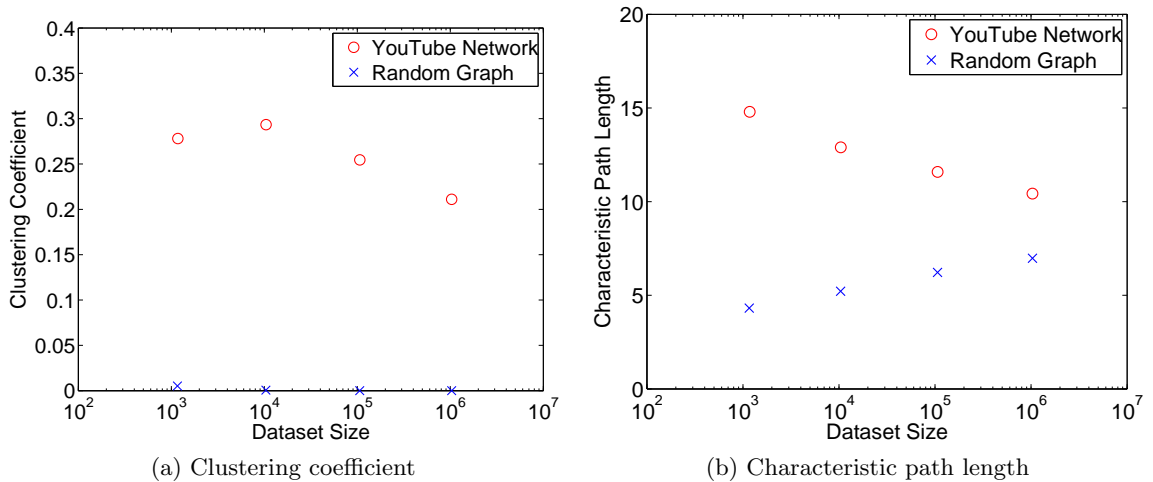 0.4
0.35
0.3
0.25
0.2
0.15
0.1
0.05
0
Clustering Coefficient
YouTube Network
Random Graph
10^2 10^3 10^4 10^5 10^6 10^7
Dataset Size
(a) Clustering coefficient
20
15
10
5
0
Characteristic Path Length
YouTube Network
Random Graph
10^2 10^3 10^4 10^5 10^6 10^7
Dataset Size
(b) Characteristic path length